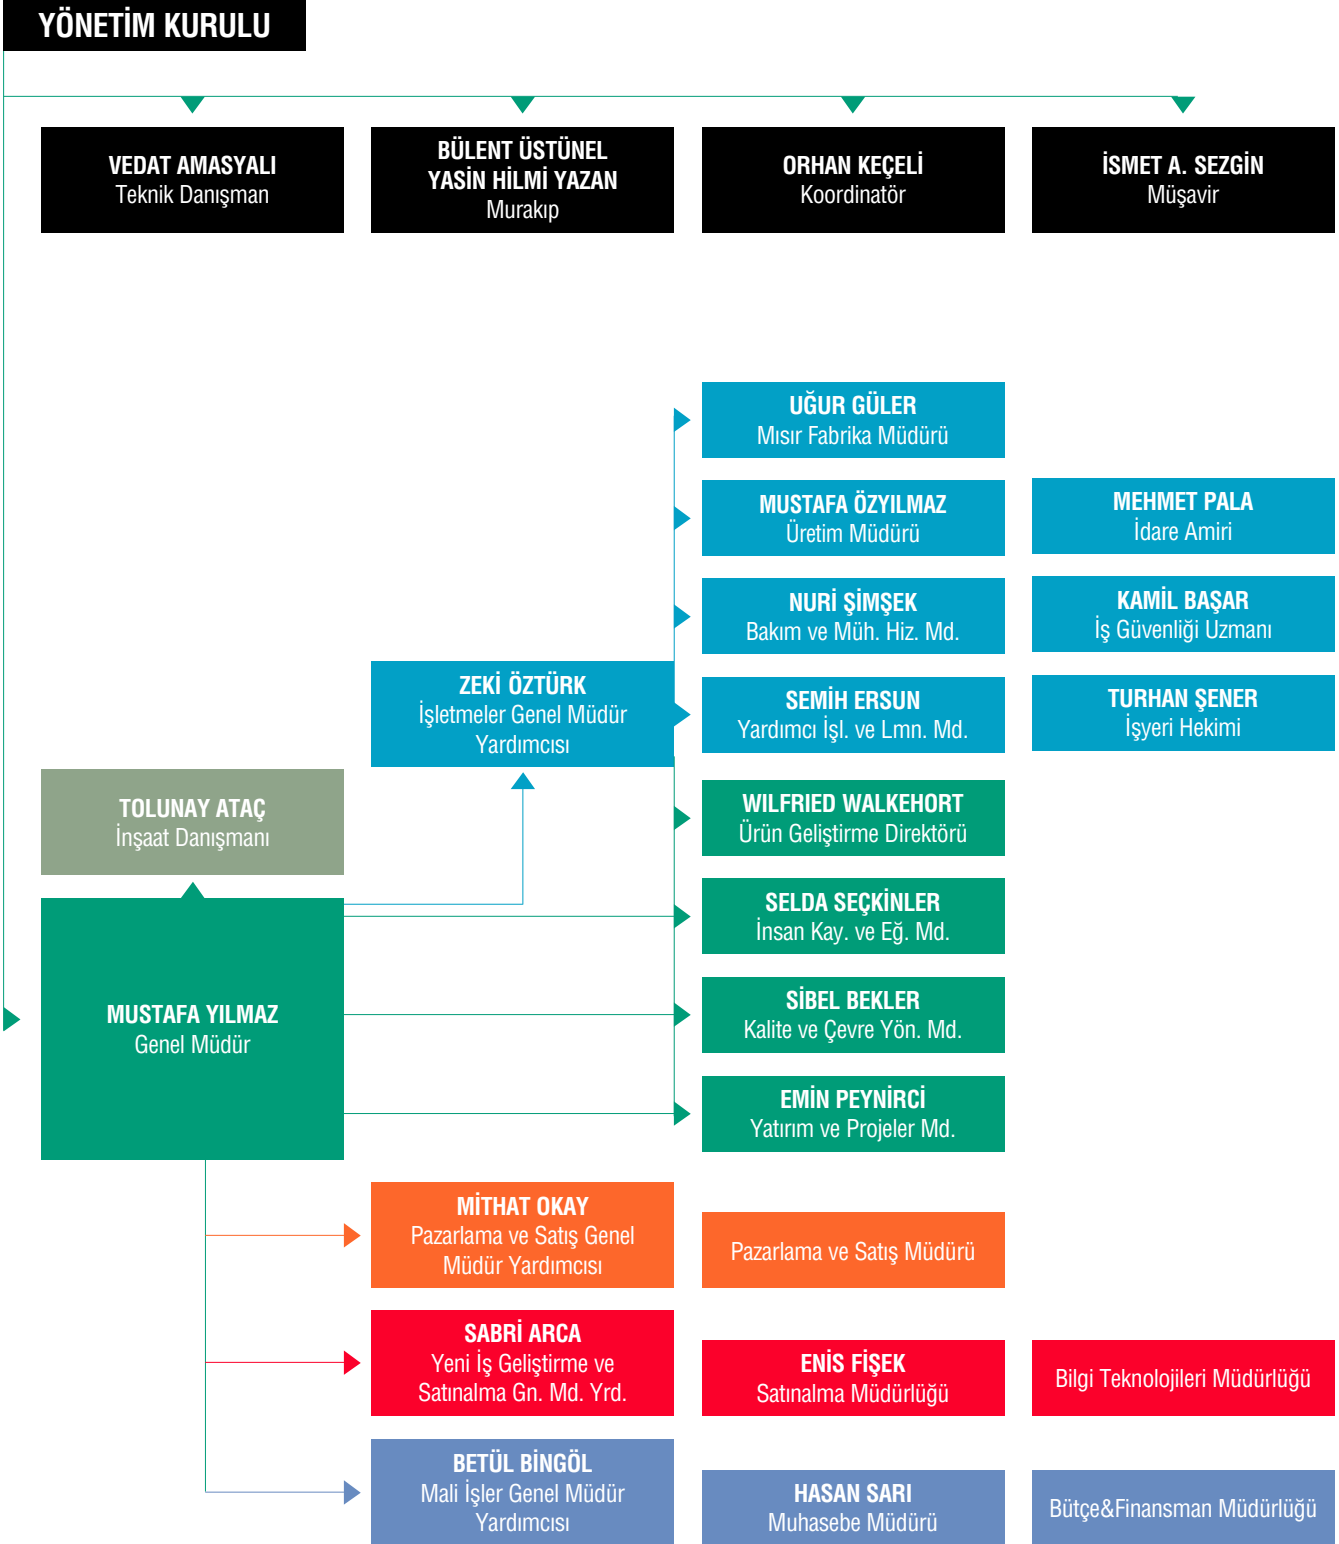 YÖNETİM KURULU
VEDAT AMASYALI
Teknik Danışman
BÜLENT ÜSTÜNEL
YASİN HİLMİ YAZAN
Murakıp
ORHAN KEÇELİ
Koordinatör
İSMET A. SEZGİN
Müşavir
UĞUR GÜLER
Mısır Fabrika Müdürü
MUSTAFA ÖZYILMAZ
Üretim Müdürü
MEHMET PALA
İdare Amiri
NURİ ŞİMŞEK
Bakım ve Müh. Hiz. Md.
KAMİL BAŞAR
İş Güvenliği Uzmanı
ZEKİ ÖZTÜRK
İşletmeler Genel Müdür
Yardımcısı
SEMİH ERSUN
Yardımcı İşl. ve Lmn. Md.
TURHAN ŞENER
İşyeri Hekimi
TOLUNAY ATAÇ
İnşaat Danışmanı
WILFRIED WALKEHORT
Ürün Geliştirme Direktörü
SELDA SEÇKİNLER
İnsan Kay. ve Eğ. Md.
MUSTAFA YILMAZ
Genel Müdür
SİBEL BEKLER
Kalite ve Çevre Yön. Md.
EMİN PEYNİRCİ
Yatırım ve Projeler Md.
MİTHAT OKAY
Pazarlama ve Satış Genel
Müdür Yardımcısı
Pazarlama ve Satış Müdürü
SABRİ ARCA
Yeni İş Geliştirme ve
Satınalma Gn. Md. Yrd.
ENİS FİŞEK
Satınalma Müdürlüğü
Bilgi Teknolojileri Müdürlüğü
BETÜL BİNGÖL
Mali İşler Genel Müdür
Yardımcısı
HASAN SARI
Muhasebe Müdürü
Bütçe&Finansman Müdürlüğü